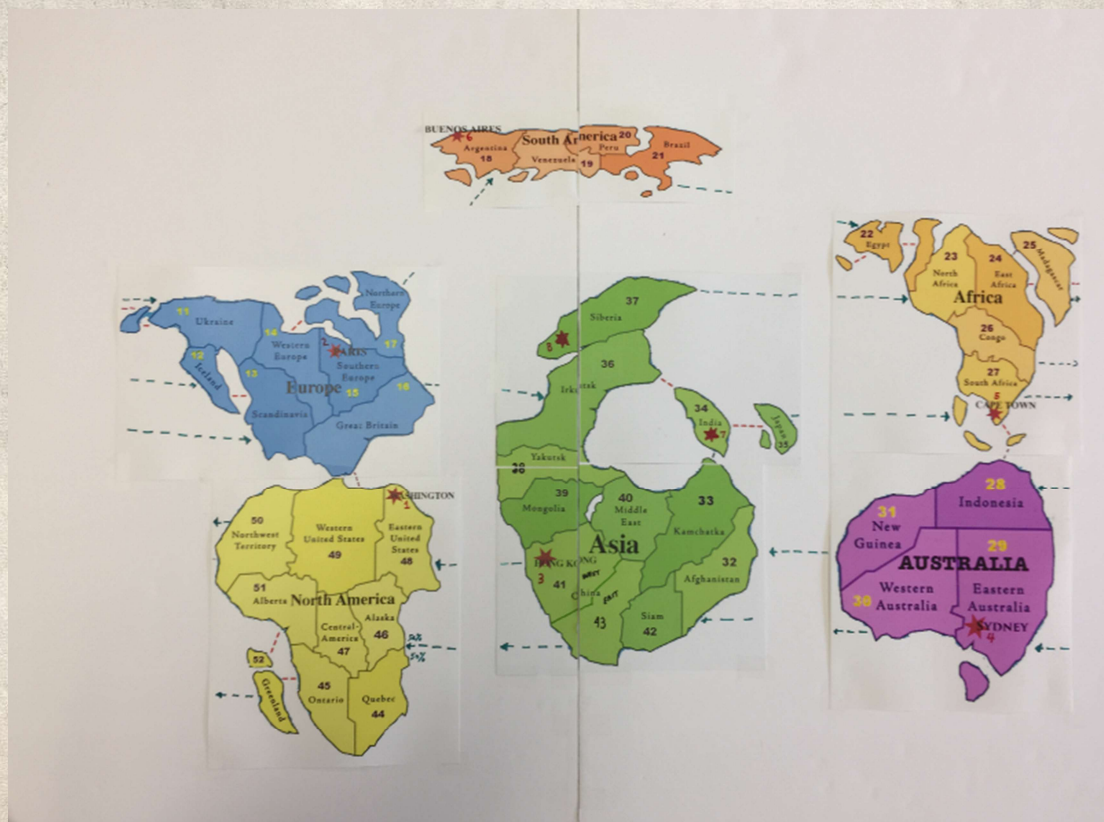 BUENOS AIRES
6
South America
Argentina
18
Venezuela
19
Peru
20
Brazil
21
22
Egypt
23
North
Africa
24
East
Africa
25
Madagascar
Africa
26
Congo
27
South Africa
5
CAPE TOWN
11
Ukraine
12
Iceland
13
Scandinavia
14
Western
Europe
2
ARIS
Southern
Europe
15
Northern
Europe
17
16
Great Britain
Europe
37
Siberia
8
36
Irkutsk
34
India
7
Japan
35
Yakutsk
38
39
Mongolia
40
Middle
East
33
Kamchatka
Asia
HONG KONG
3
41
WEST
China
EAST
43
Siam
42
32
Afghanistan
28
Indonesia
31
New
Guinea
29
AUSTRALIA
Western
Australia
30
Eastern
Australia
SYDNEY
4
ASHINGTON
1
50
Northwest
Territory
Western
United States
49
Eastern
United
States
48
51
Alberta
North America
Central-
America
47
Alaska
46
50%
50%
52
Greenland
45
Ontario
Quebec
44